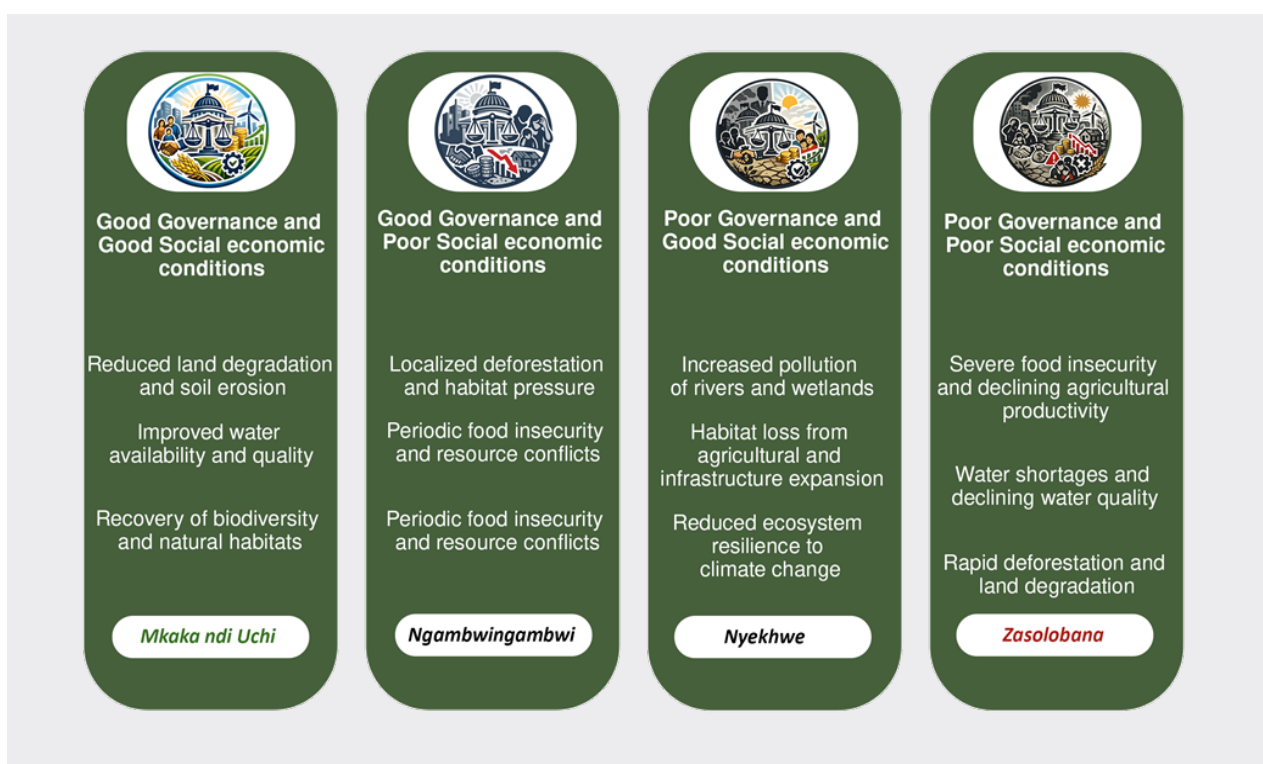 Good Governance and
Good Social economic
conditions
Reduced land degradation
and soil erosion
Improved water
availability and quality
Recovery of biodiversity
and natural habitats
Mkaka ndi Uchi
Good Governance and
Poor Social economic
conditions
Localized deforestation
and habitat pressure
Periodic food insecurity
and resource conflicts
Periodic food insecurity
and resource conflicts
Ngambwingambwi
Poor Governance and
Good Social economic
conditions
Increased pollution
of rivers and wetlands
Habitat loss from
agricultural and
infrastructure expansion
Reduced ecosystem
resilience to
climate change
Nyekhwe
Poor Governance and
Poor Social economic
conditions
Severe food insecurity
and declining agricultural
productivity
Water shortages and
declining water quality
Rapid deforestation and
land degradation
Zasolobana